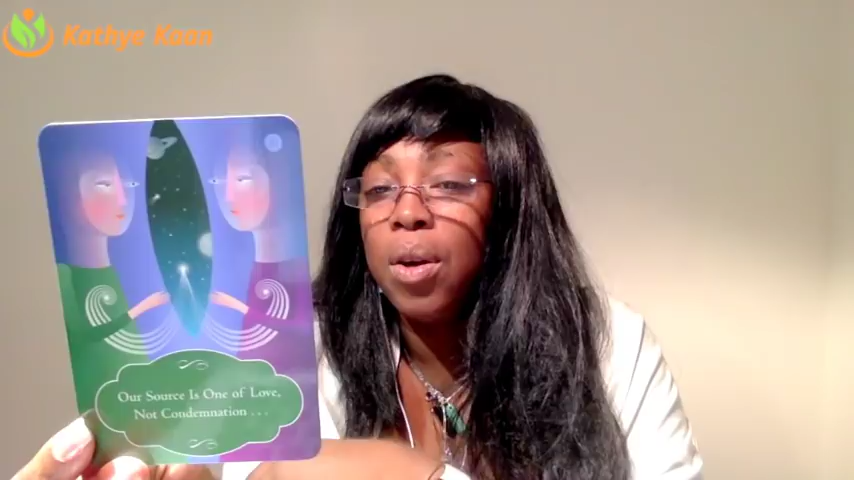 Kathye Kaan
Our Source Is One of Love,
Not Condemnation . . .